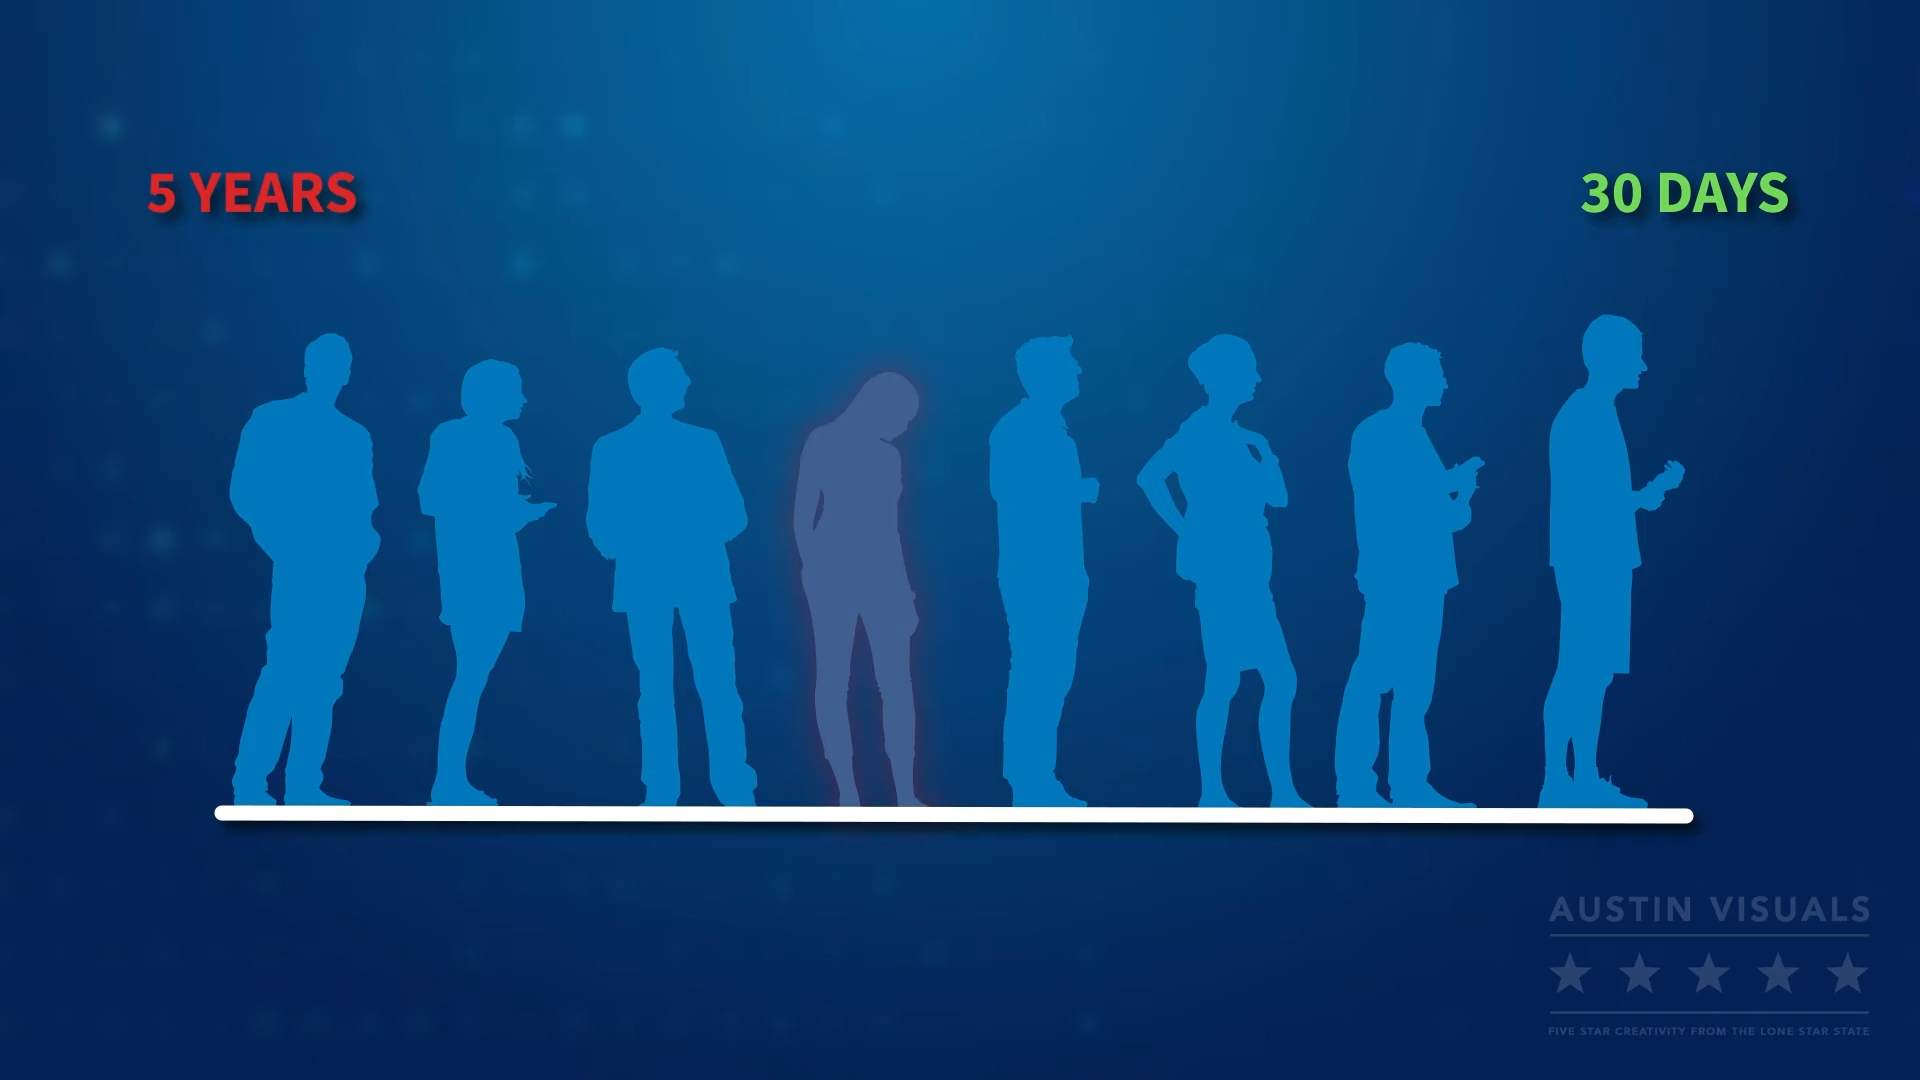 5 YEARS
30 DAYS
AUSTIN VISUALS
FIVE STAR CREATIVITY FROM THE LONE STAR STATE